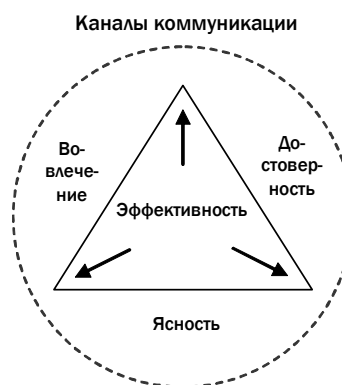 Каналы коммуникации
Во-
влече-
ние
До-
стовер-
ность
Эффективность
Ясность